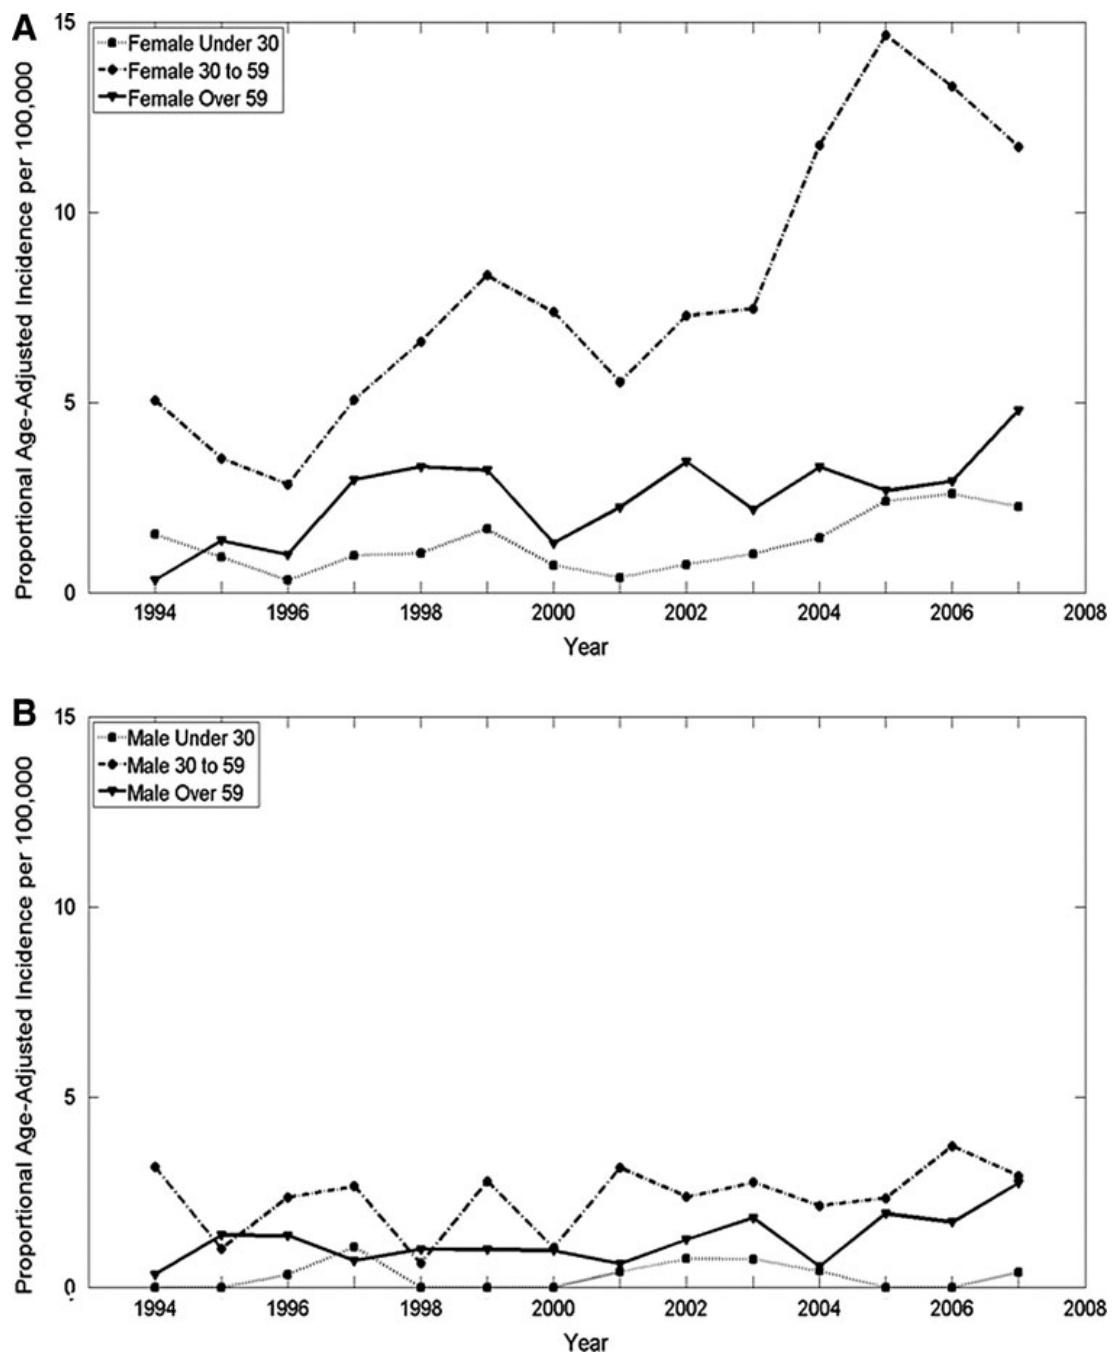 A
Proportional Age-Adjusted Incidence per 100,000
15
10
5
0
Female Under 30
Female 30 to 59
Female Over 59
1994 1996 1998 2000 2002 2004 2006 2008
Year
B
Proportional Age-Adjusted Incidence per 100,000
15
10
5
0
Male Under 30
Male 30 to 59
Male Over 59
1994 1996 1998 2000 2002 2004 2006 2008
Year